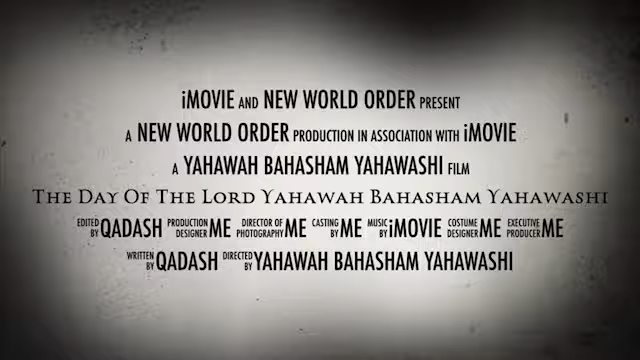 iMOVIE AND NEW WORLD ORDER PRESENT
A NEW WORLD ORDER PRODUCTION IN ASSOCIATION WITH iMOVIE
A YAHAWAH BAHASHAM YAHAWASHI FILM
THE DAY OF THE LORD YAHAWAH BAHASHAM YAHAWASHI
EDITED BY QADASH PRODUCTION DESIGNER ME DIRECTOR OF PHOTOGRAPHY ME CASTING BY ME MUSIC BY iMOVIE COSTUME DESIGNER ME EXECUTIVE PRODUCER ME
WRITTEN BY QADASH DIRECTED BY YAHAWAH BAHASHAM YAHAWASHI